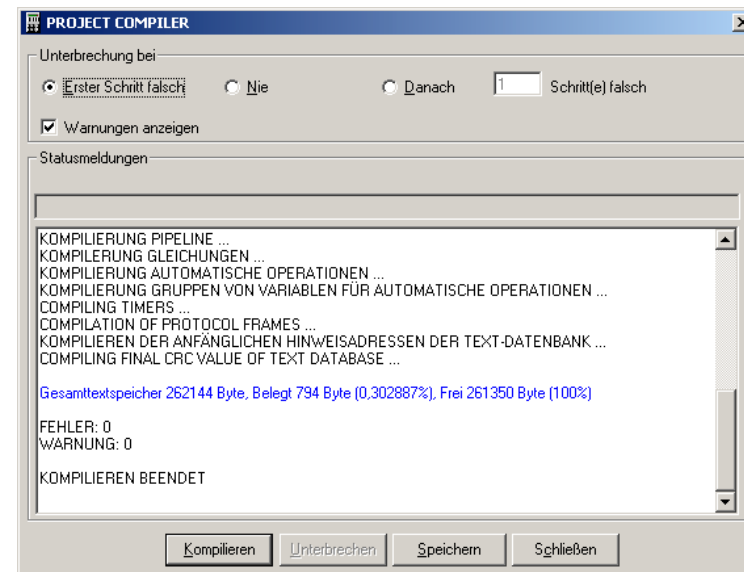 PROJECT COMPILER
Unterbrechung bei
Erster Schritt falsch Nie Danach 1 Schritt(e) falsch
Warnungen anzeigen
Statusmeldungen
KOMPILIERUNG PIPELINE ...
KOMPILERUNG GLEICHUNGEN ...
KOMPILIERUNG AUTOMATISCHE OPERATIONEN ...
KOMPILIERUNG GRUPPEN VON VARIABLEN FÜR AUTOMATISCHE OPERATIONEN ...
COMPILING TIMERS ...
COMPILATION OF PROTOCOL FRAMES ...
KOMPILIEREN DER ANFÄNGLICHEN HINWEISADRESSEN DER TEXT-DATENBANK ...
COMPILING FINAL CRC VALUE OF TEXT DATABASE ...
Gesamttextspeicher 262144 Byte, Belegt 794 Byte (0,302887%), Frei 261350 Byte (100%)
FEHLER: 0
WARNUNG: 0
KOMPILIEREN BEENDET
Kompilieren Unterbrechen Speichern Schließen